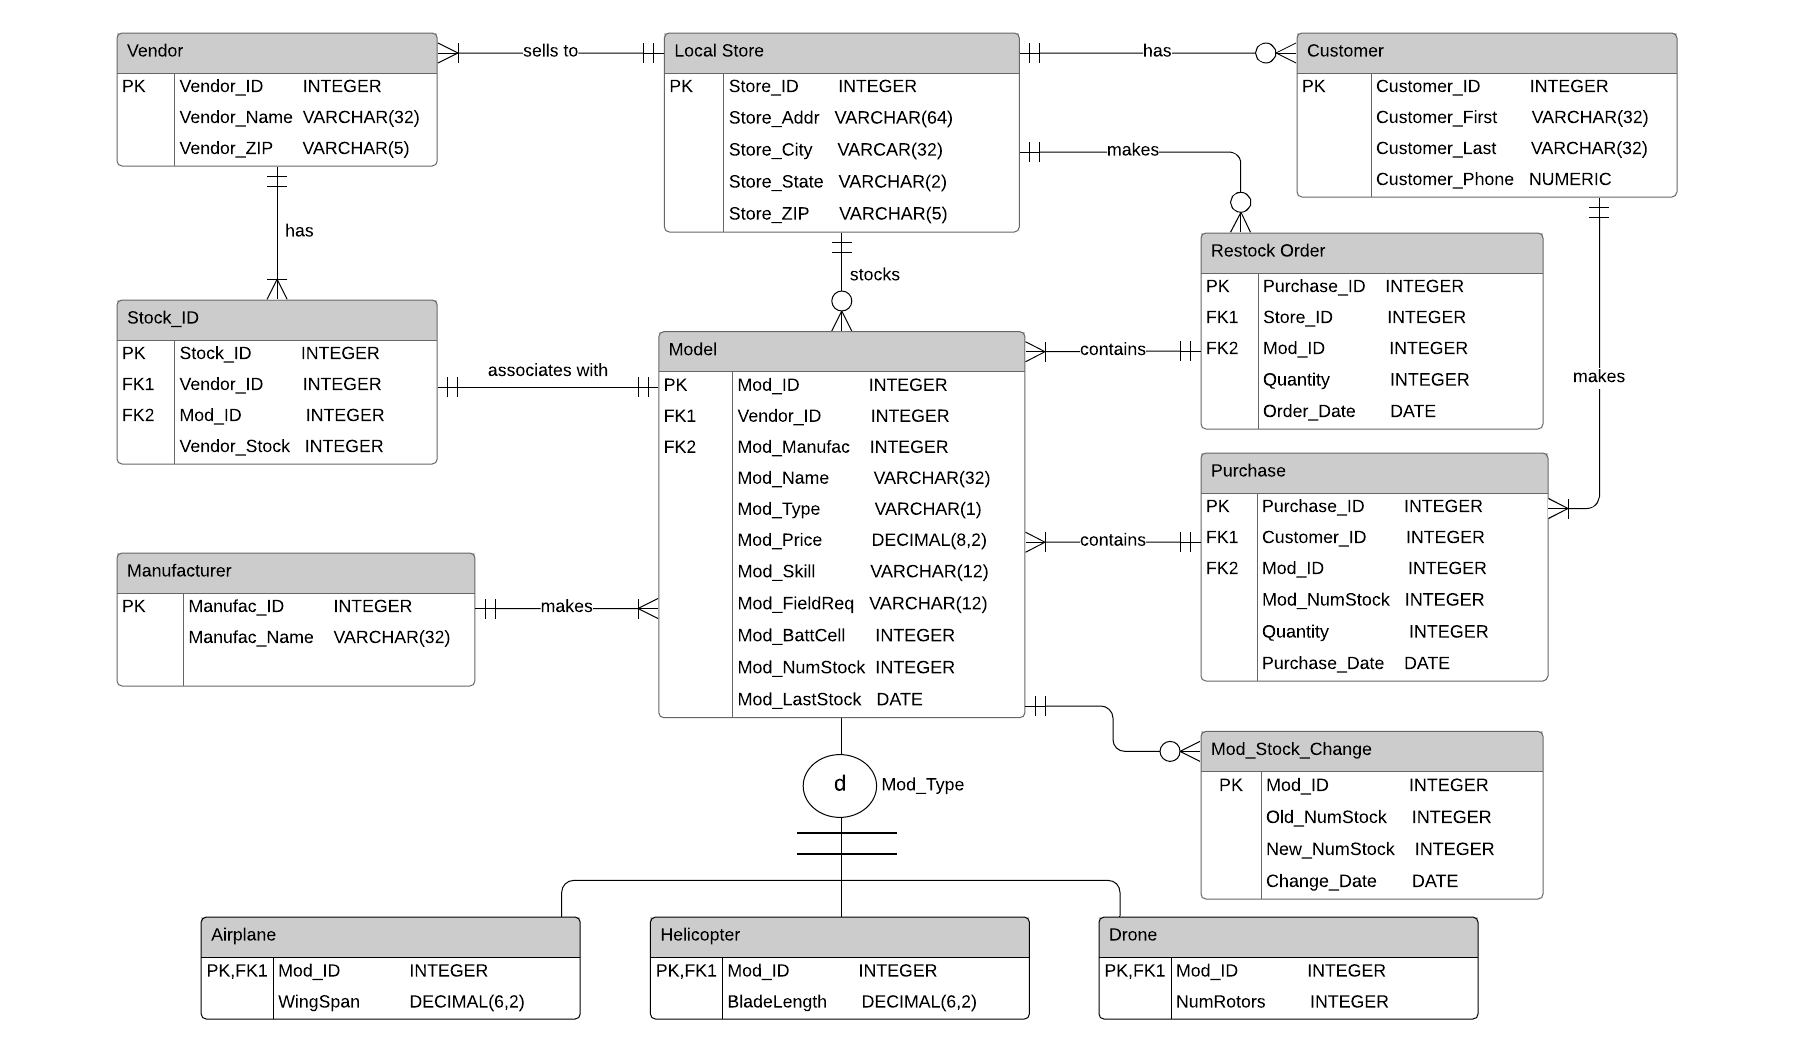 Vendor
PK Vendor_ID INTEGER
Vendor_Name VARCHAR(32)
Vendor_ZIP VARCHAR(5)
sells to
Local Store
PK Store_ID INTEGER
Store_Addr VARCHAR(64)
Store_City VARCAR(32)
Store_State VARCHAR(2)
Store_ZIP VARCHAR(5)
has
Customer
PK Customer_ID INTEGER
Customer_First VARCHAR(32)
Customer_Last VARCHAR(32)
Customer_Phone NUMERIC
makes
has
stocks
Restock Order
PK Purchase_ID INTEGER
FK1 Store_ID INTEGER
FK2 Mod_ID INTEGER
Quantity INTEGER
Order_Date DATE
makes
Stock_ID
PK Stock_ID INTEGER
FK1 Vendor_ID INTEGER
FK2 Mod_ID INTEGER
Vendor_Stock INTEGER
associates with
Model
PK Mod_ID INTEGER
FK1 Vendor_ID INTEGER
FK2 Mod_Manufac INTEGER
Mod_Name VARCHAR(32)
Mod_Type VARCHAR(1)
Mod_Price DECIMAL(8,2)
Mod_Skill VARCHAR(12)
Mod_FieldReq VARCHAR(12)
Mod_BattCell INTEGER
Mod_NumStock INTEGER
Mod_LastStock DATE
contains
contains
Purchase
PK Purchase_ID INTEGER
FK1 Customer_ID INTEGER
FK2 Mod_ID INTEGER
Mod_NumStock INTEGER
Quantity INTEGER
Purchase_Date DATE
Manufacturer
PK Manufac_ID INTEGER
Manufac_Name VARCHAR(32)
makes
Mod_Stock_Change
PK Mod_ID INTEGER
Old_NumStock INTEGER
New_NumStock INTEGER
Change_Date DATE
d
Mod_Type
Airplane
PK,FK1 Mod_ID INTEGER
WingSpan DECIMAL(6,2)
Helicopter
PK,FK1 Mod_ID INTEGER
BladeLength DECIMAL(6,2)
Drone
PK,FK1 Mod_ID INTEGER
NumRotors INTEGER